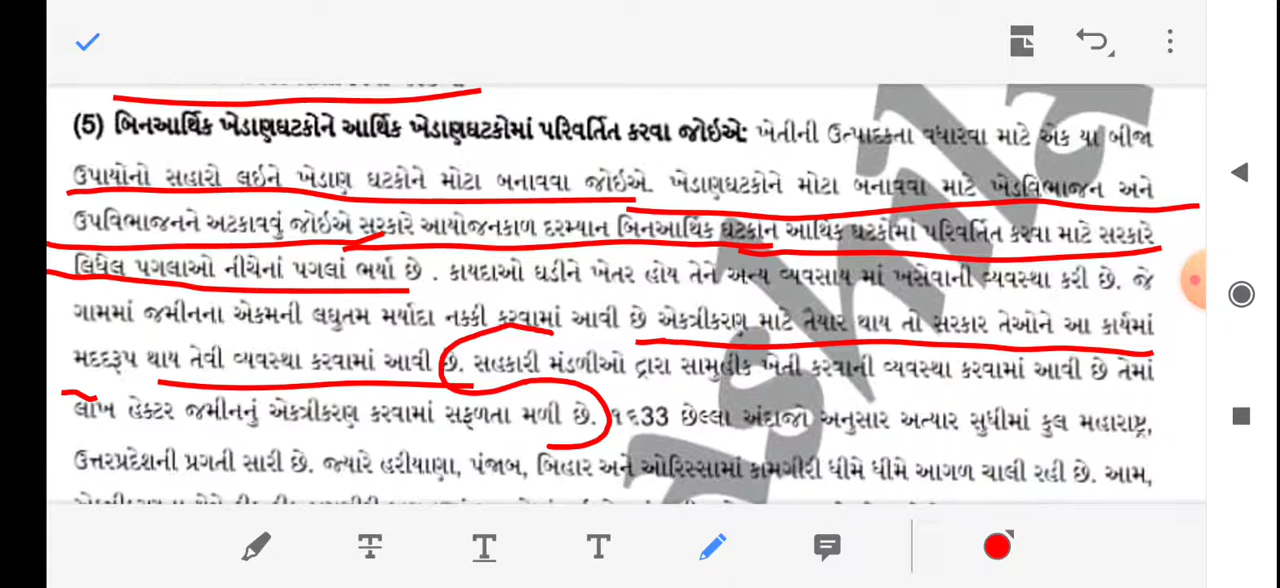 (5) બિનઆર્થિક ખેડાણઘટકોને આર્થિક ખેડાણઘટકોમાં પરિવર્તિત કરવા જોઇએ: ખેતીની ઉત્પાદકતા વધારવા માટે એક યા બીજા
ઉપાયોનો સહારો લઇને ખેડાણ ઘટકોને મોટા બનાવવા જોઇએ. ખેડાણઘટકોને મોટા બનાવવા માટે ખેડવિભાજન અને
ઉપવિભાજનને અટકાવવું જોઇએ સરકારે આયોજનકાળ દરમ્યાન બિનઆર્થિક ઘટકાન આર્થિક ઘટકોમાં પરિવર્તિત કરવા માટે સરકારે
લિધેલ પગલાઓ નીચેનાં પગલાં ભર્યા છે . કાયદાઓ ઘડીને ખેતર હોય તેને અન્ય વ્યવસાય માં ખસેવાની વ્યવસ્થા કરી છે. જે
ગામમાં જમીનના એકમની લઘુતમ મર્યાદા નક્કી કરવામાં આવી છે એકત્રીકરણ માટે તૈયાર થાય તો સરકાર તેઓને આ કાર્યમાં
મદદરૂપ થાય તેવી વ્યવસ્થા કરવામાં આવી છે. સહકારી મંડળીઓ દ્રારા સામુહીક ખેતી કરવાની વ્યવસ્થા કરવામાં આવી છે તેમાં
લાખ હેક્ટર જમીનનું એકત્રીકરણ કરવામાં સફળતા મળી છે. ૧૬33 છેલ્લા અંદાજો અનુસાર અત્યાર સુધીમાં કુલ મહારાષ્ટ્ર,
ઉત્તરપ્રદેશની પ્રગતી સારી છે. જ્યારે હરીયાણા, પંજાબ, બિહાર અને ઓરિસ્સામાં કામગીરી ધીમે ધીમે આગળ ચાલી રહી છે. આમ,